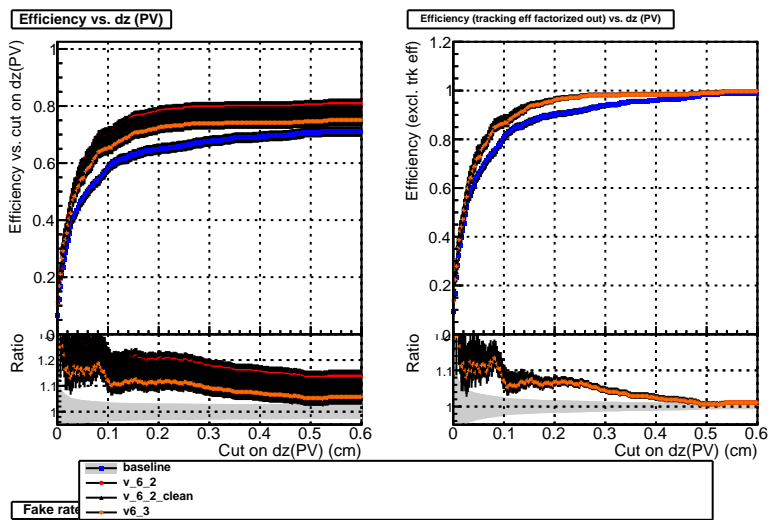 Efficiency vs. dz (PV)
Efficiency vs. cut on dz(PV)
1
0.8
0.6
0.4
0.2
0
Ratio
1.2
1.1
1
0 0.1 0.2 0.3 0.4 0.5 0.6
Cut on dz(PV) (cm)
Efficiency (tracking eff factorized out) vs. dz (PV)
Efficiency (excl. trk eff)
1.2
1
0.8
0.6
0.4
0.2
0
Ratio
1.1
1
0 0.1 0.2 0.3 0.4 0.5 0.6
Cut on dz(PV) (cm)
baseline
v_6_2
v_6_2_clean
v6_3
Fake rate